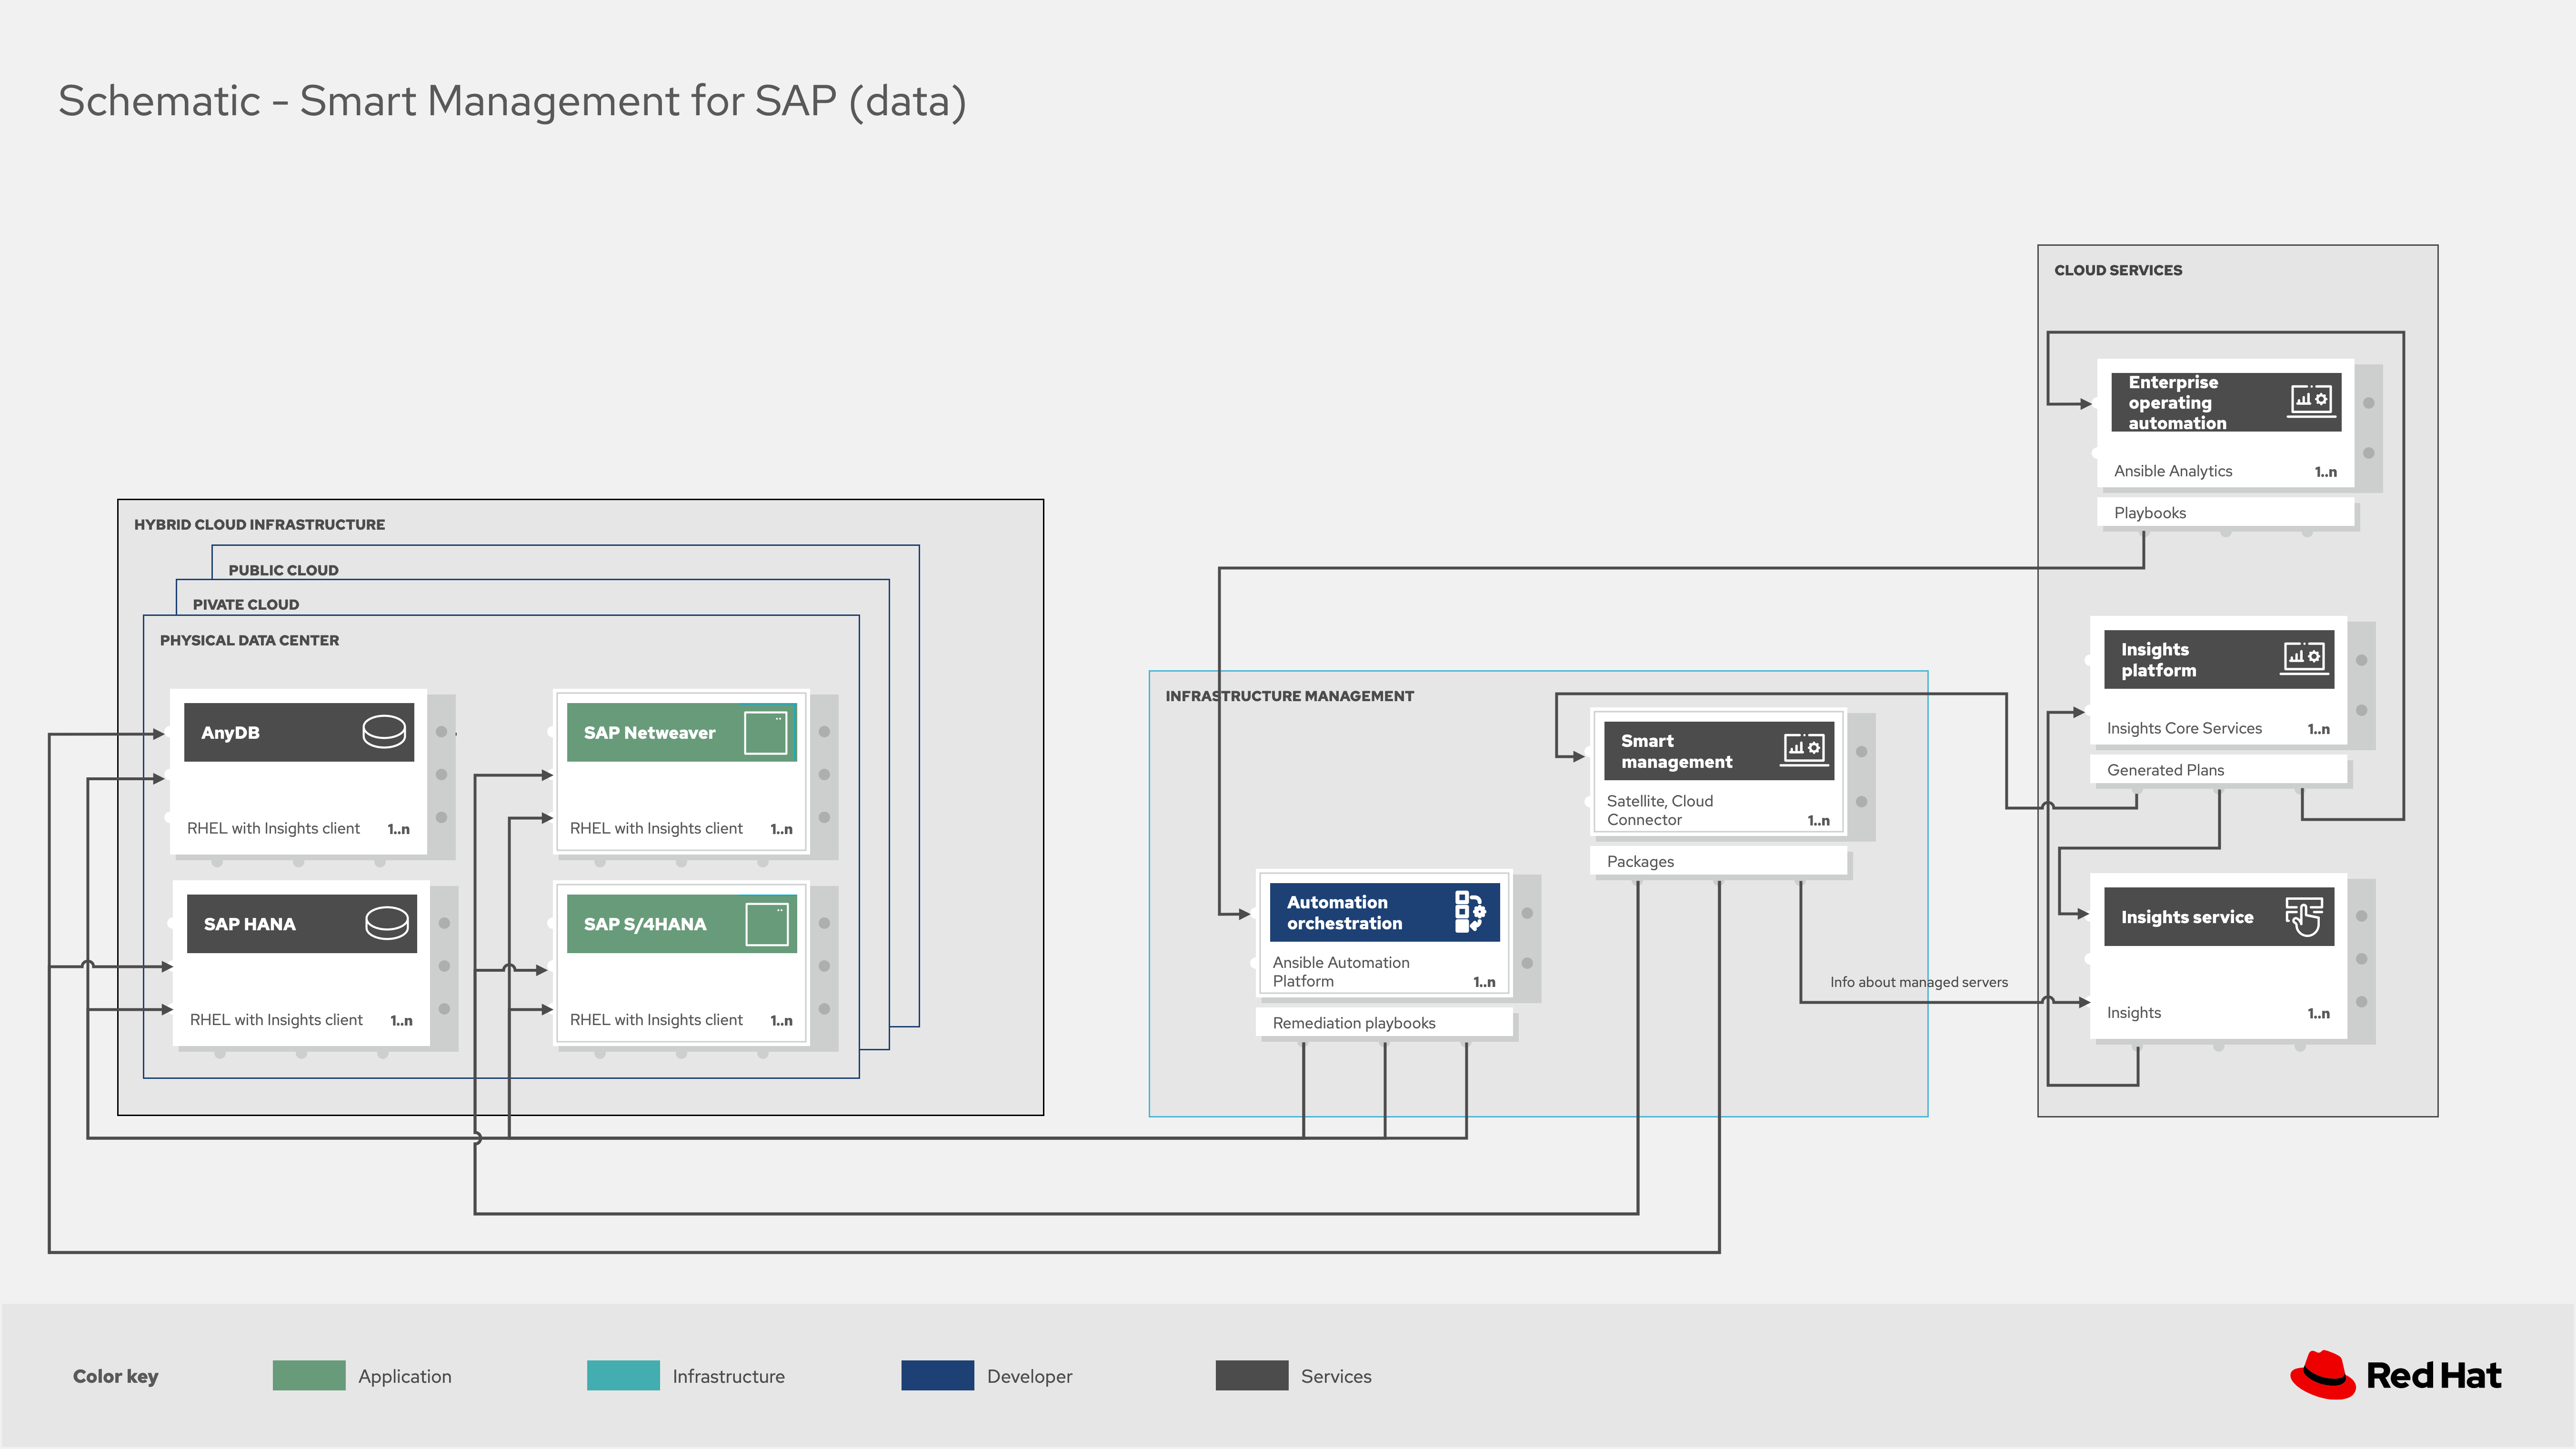 Schematic - Smart Management for SAP (data)
CLOUD SERVICES
Enterprise
operating
automation
Ansible Analytics 1..n
Playbooks
HYBRID CLOUD INFRASTRUCTURE
PUBLIC CLOUD
PIVATE CLOUD
PHYSICAL DATA CENTER
AnyDB
RHEL with Insights client 1..n
SAP Netweaver
RHEL with Insights client 1..n
SAP HANA
RHEL with Insights client 1..n
SAP S/4HANA
RHEL with Insights client 1..n
INFRASTRUCTURE MANAGEMENT
Smart
management
Satellite, Cloud
Connector 1..n
Packages
Automation
orchestration
Ansible Automation
Platform 1..n
Remediation playbooks
Insights
platform
Insights Core Services 1..n
Generated Plans
Insights service
Insights 1..n
Info about managed servers
Color key
Application
Infrastructure
Developer
Services
Red Hat